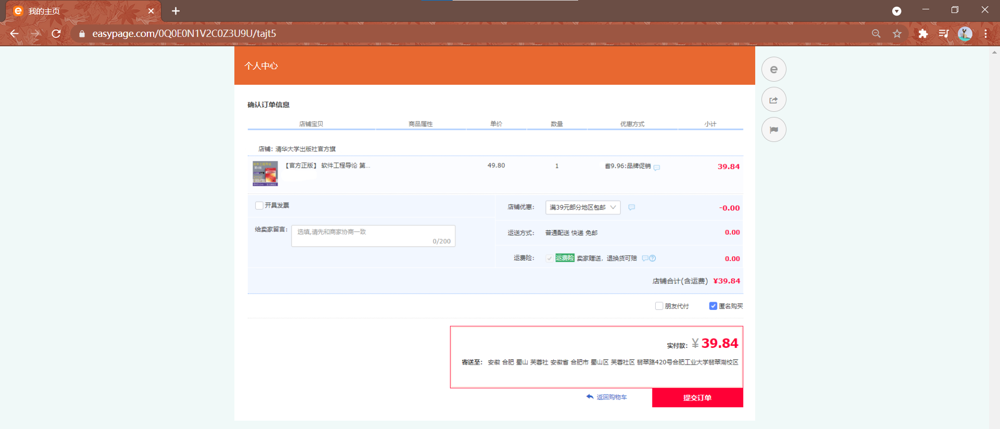 我的主页
easypage.com/0Q0E0N1V2C0Z3U9U/tajt5
个人中心
确认订单信息
店铺宝贝 商品属性 单价 数量 优惠方式 小计
店铺：清华大学出版社官方旗
【官方正版】 软件工程导论 第... 49.80 1 省9.96:品牌促销 39.84
开具发票
店铺优惠： 满39元部分地区包邮 -0.00
给卖家留言： 选填,请先和商家协商一致
0/200
运送方式： 普通配送 快递 免邮 0.00
运费险： 运费险 卖家赠送，退换货可赔 0.00
店铺合计(含运费) ¥39.84
朋友代付 匿名购买
实付款： ¥ 39.84
寄送至： 安徽 合肥 蜀山 芙蓉社 安徽省 合肥市 蜀山区 芙蓉社区 翡翠路420号合肥工业大学翡翠湖校区
返回购物车 提交订单